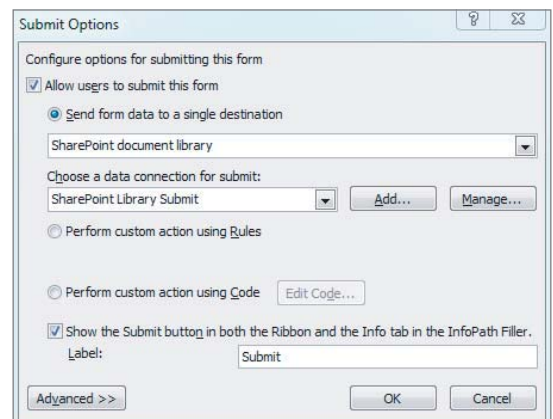 Submit Options
Configure options for submitting this form
Allow users to submit this form
Send form data to a single destination
SharePoint document library
Choose a data connection for submit:
SharePoint Library Submit
Add...
Manage...
Perform custom action using Rules
Perform custom action using Code
Edit Code...
Show the Submit button in both the Ribbon and the Info tab in the InfoPath Filler.
Label:
Submit
Advanced >>
OK
Cancel